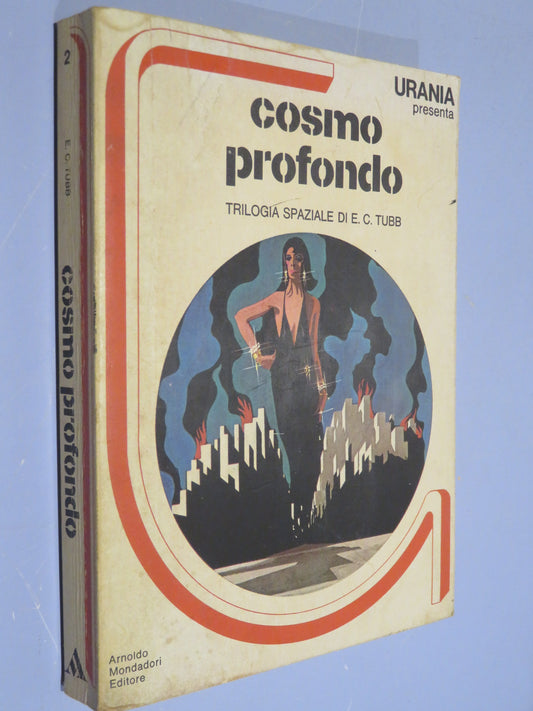 URANIA
presenta
cosmo
profondo
TRILOGIA SPAZIALE DI E. C. TUBB
Arnoldo
Mondadori
Editore
2
E. C. TUBB
cosmo profondo